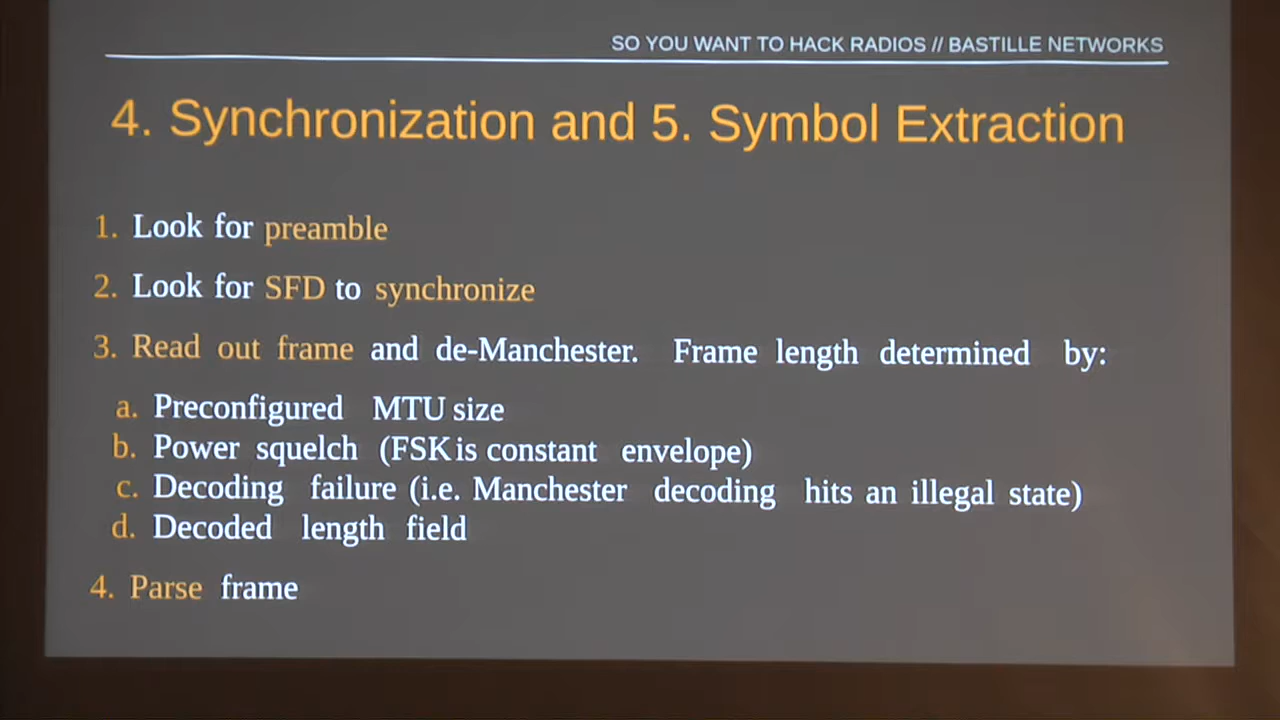 SO YOU WANT TO HACK RADIOS // BASTILLE NETWORKS
4. Synchronization and 5. Symbol Extraction
1. Look for preamble
2. Look for SFD to synchronize
3. Read out frame and de-Manchester. Frame length determined by:
a. Preconfigured MTU size
b. Power squelch (FSK is constant envelope)
c. Decoding failure (i.e. Manchester decoding hits an illegal state)
d. Decoded length field
4. Parse frame